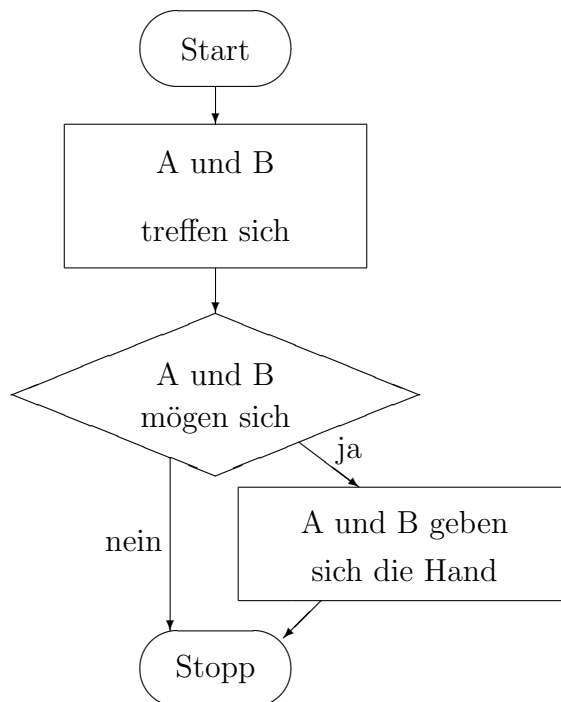 Start
A und B
treffen sich
A und B
mögen sich
ja
A und B geben
nein
sich die Hand
Stopp